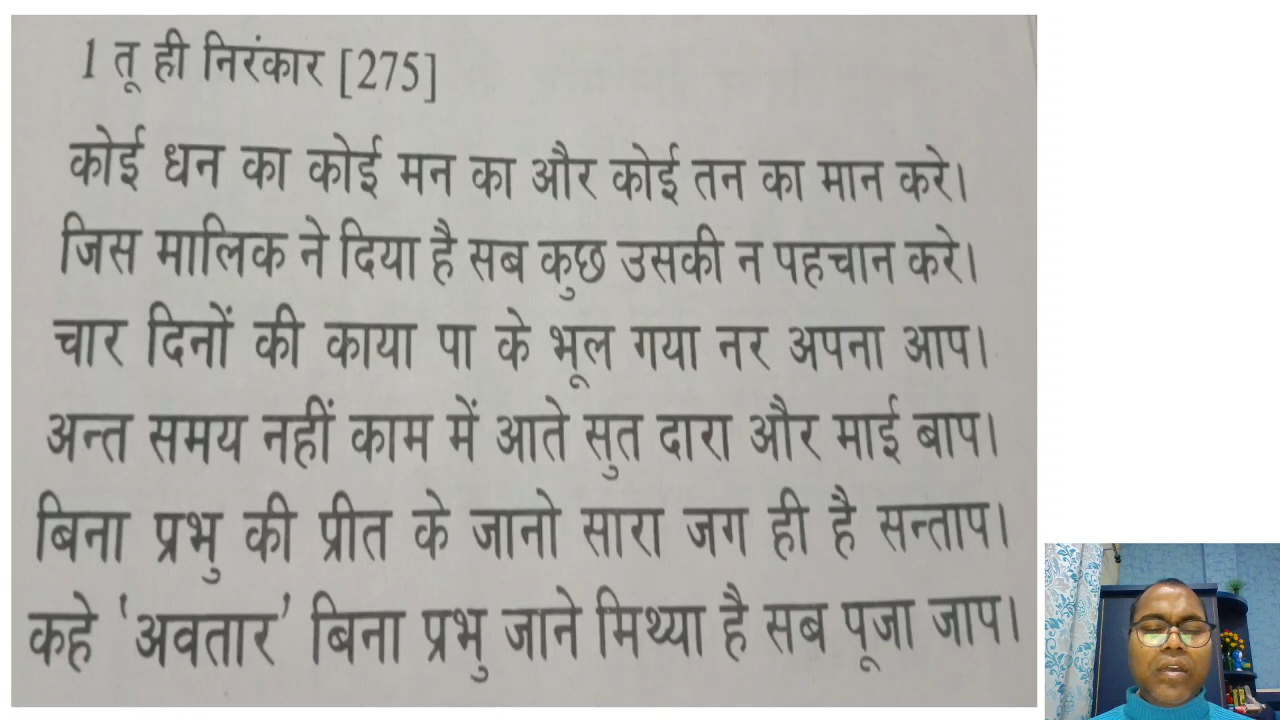 1 तू ही निरंकार [275]
कोई धन का कोई मन का और कोई तन का मान करे।
जिस मालिक ने दिया है सब कुछ उसकी न पहचान करे।
चार दिनों की काया पा के भूल गया नर अपना आप।
अन्त समय नहीं काम में आते सुत दारा और माई बाप।
बिना प्रभु की प्रीत के जानो सारा जग ही है सन्ताप।
कहे 'अवतार' बिना प्रभु जाने मिथ्या है सब पूजा जाप।